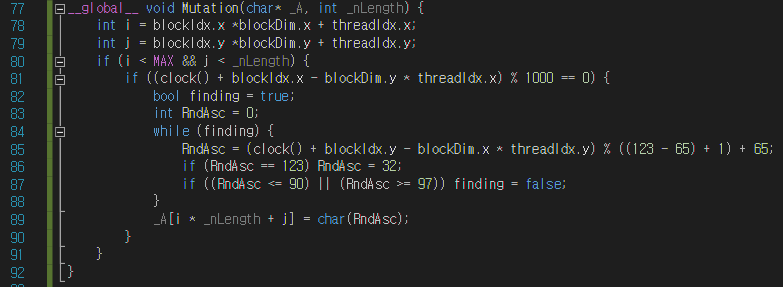 77 __global__ void Mutation(char* _A, int _nLength) {
78 int i = blockIdx.x *blockDim.x + threadIdx.x;
79 int j = blockIdx.y *blockDim.y + threadIdx.y;
80 if (i < MAX && j < _nLength) {
81 if ((clock() + blockIdx.x - blockDim.y * threadIdx.x) % 1000 == 0) {
82 bool finding = true;
83 int RndAsc = 0;
84 while (finding) {
85 RndAsc = (clock() + blockIdx.y - blockDim.x * threadIdx.y) % ((123 - 65) + 1) + 65;
86 if (RndAsc == 123) RndAsc = 32;
87 if ((RndAsc <= 90) || (RndAsc >= 97)) finding = false;
88 }
89 _A[i * _nLength + j] = char(RndAsc);
90 }
91 }
92 }